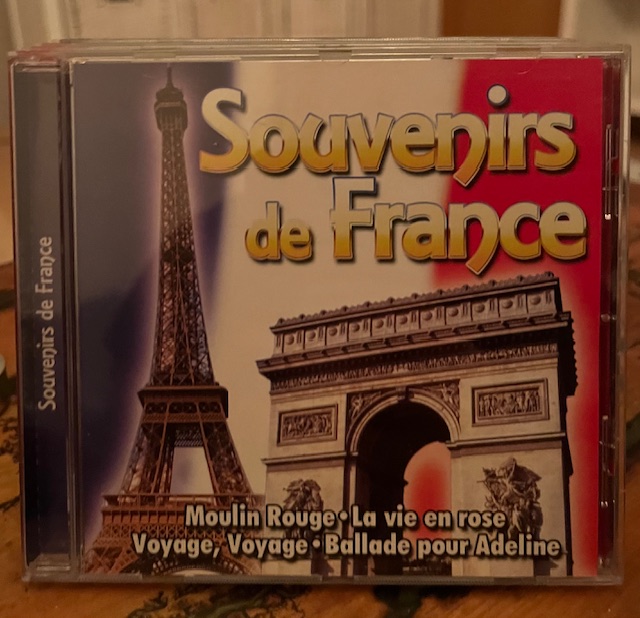 Souvenirs
de France
Souvenirs de France
Moulin Rouge • La vie en rose
Voyage, Voyage • Ballade pour Adeline